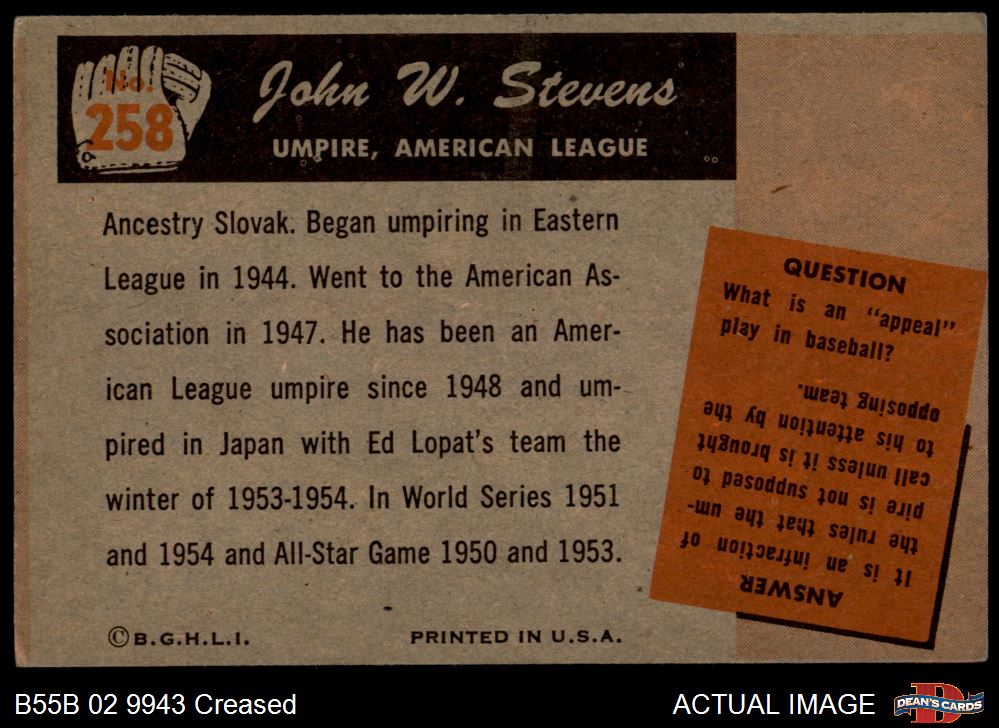 No.
258
John W. Stevens
UMPIRE, AMERICAN LEAGUE
Ancestry Slovak. Began umpiring in Eastern
League in 1944. Went to the American As-
sociation in 1947. He has been an Amer-
ican League umpire since 1948 and um-
pired in Japan with Ed Lopat's team the
winter of 1953-1954. In World Series 1951
and 1954 and All-Star Game 1950 and 1953.
©B.G.H.L.I.
PRINTED IN U.S.A.
QUESTION
What is an "appeal"
play in baseball?
ANSWER
It is an infraction of
the rules that the um-
pire is not supposed to
call unless it is brought
to his attention by the
opposing team.
B55B 02 9943 Creased
ACTUAL IMAGE
D
DEAN'S CARDS